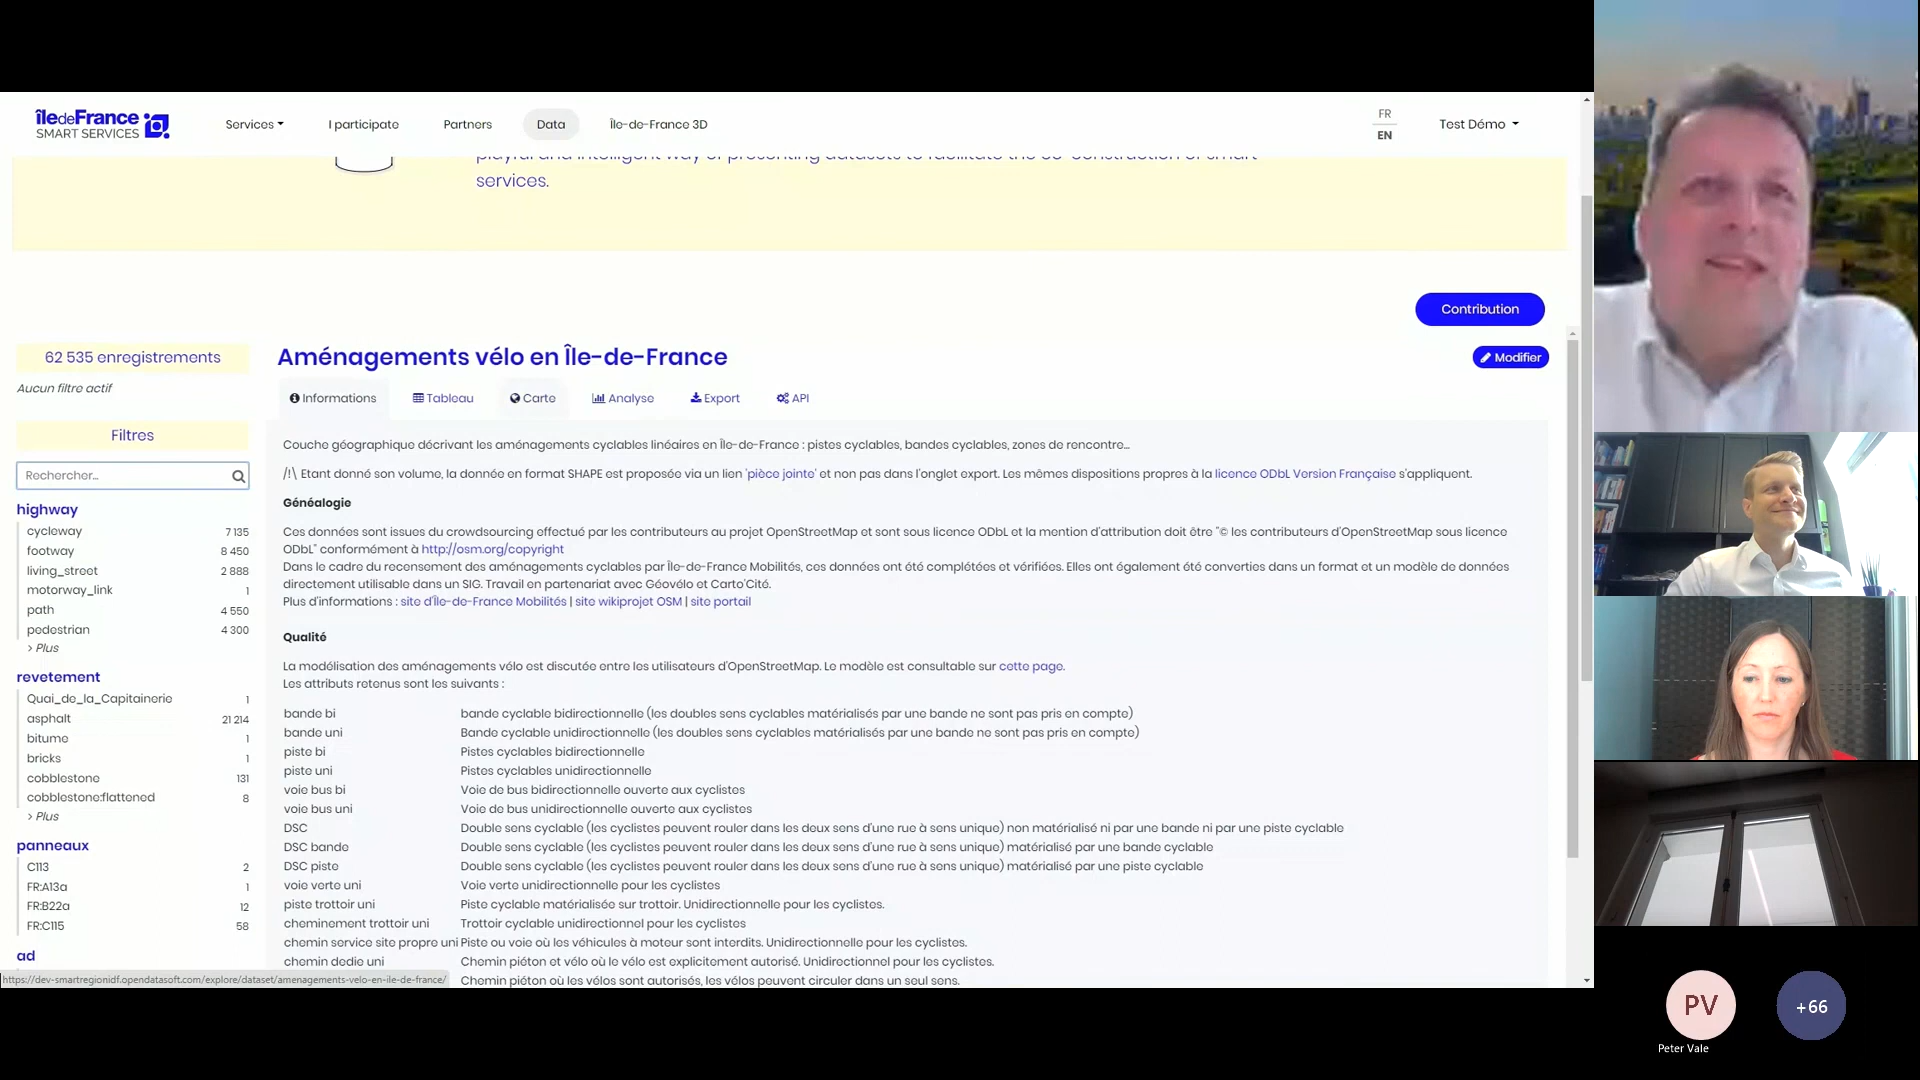 îledeFrance
SMART SERVICES
Services
I participate
Partners
Data
Île-de-France 3D
FR
EN
Test Démo
playful and intelligent way of presenting datasets to facilitate the co-construction of smart
services.
Contribution
62 535 enregistrements
Aucun filtre actif
Filtres
Rechercher...
highway
cycleway 7 135
footway 8 450
living_street 2 888
motorway_link 1
path 4 550
pedestrian 4 300
> Plus
revetement
Quai_de_la_Capitainerie 1
asphalt 21 214
bitume 1
bricks 1
cobblestone 131
cobblestone:flattened 8
> Plus
panneaux
C113 2
FR:A13a 1
FR:B22a 12
FR:C115 58
ad
Aménagements vélo en Île-de-France
Modifier
Informations
Tableau
Carte
Analyse
Export
API
Couche géographique décrivant les aménagements cyclables linéaires en Île-de-France : pistes cyclables, bandes cyclables, zones de rencontre...
/!\ Etant donné son volume, la donnée en format SHAPE est proposée via un lien 'pièce jointe' et non pas dans l'onglet export. Les mêmes dispositions propres à la licence ODbL Version Française s'appliquent.
Généalogie
Ces données sont issues du crowdsourcing effectué par les contributeurs au projet OpenStreetMap et sont sous licence ODbL et la mention d'attribution doit être "© les contributeurs d'OpenStreetMap sous licence
ODbL" conformément à http://osm.org/copyright
Dans le cadre du recensement des aménagements cyclables par Île-de-France Mobilités, ces données ont été complétées et vérifiées. Elles ont également été converties dans un format et un modèle de données
directement utilisable dans un SIG. Travail en partenariat avec Géovélo et Carto'Cité.
Plus d'informations : site d'Île-de-France Mobilités | site wikiprojet OSM | site portail
Qualité
La modélisation des aménagements vélo est discutée entre les utilisateurs d'OpenStreetMap. Le modèle est consultable sur cette page.
Les attributs retenus sont les suivants :
bande bi bande cyclable bidirectionnelle (les doubles sens cyclables matérialisés par une bande ne sont pas pris en compte)
bande uni Bande cyclable unidirectionnelle (les doubles sens cyclables matérialisés par une bande ne sont pas pris en compte)
piste bi Pistes cyclables bidirectionnelle
piste uni Pistes cyclables unidirectionnelle
voie bus bi Voie de bus bidirectionnelle ouverte aux cyclistes
voie bus uni Voie de bus unidirectionnelle ouverte aux cyclistes
DSC Double sens cyclable (les cyclistes peuvent rouler dans les deux sens d'une rue à sens unique) non matérialisé ni par une bande ni par une piste cyclable
DSC bande Double sens cyclable (les cyclistes peuvent rouler dans les deux sens d'une rue à sens unique) matérialisé par une bande cyclable
DSC piste Double sens cyclable (les cyclistes peuvent rouler dans les deux sens d'une rue à sens unique) matérialisé par une piste cyclable
voie verte uni Voie verte unidirectionnelle pour les cyclistes
piste trottoir uni Piste cyclable matérialisée sur trottoir. Unidirectionnelle pour les cyclistes.
cheminement trottoir uni Trottoir cyclable unidirectionnel pour les cyclistes
chemin service site propre uni Piste ou voie où les véhicules à moteur sont interdits. Unidirectionnelle pour les cyclistes.
chemin dedie uni Chemin piéton et vélo où le vélo est explicitement autorisé. Unidirectionnel pour les cyclistes.
Chemin piéton où les vélos sont autorisés, les vélos peuvent circuler dans un seul sens.
https://dev-smartregionidf.opendatasoft.com/explore/dataset/amenagements-velo-en-ile-de-france/
PV
Peter Vale
+66